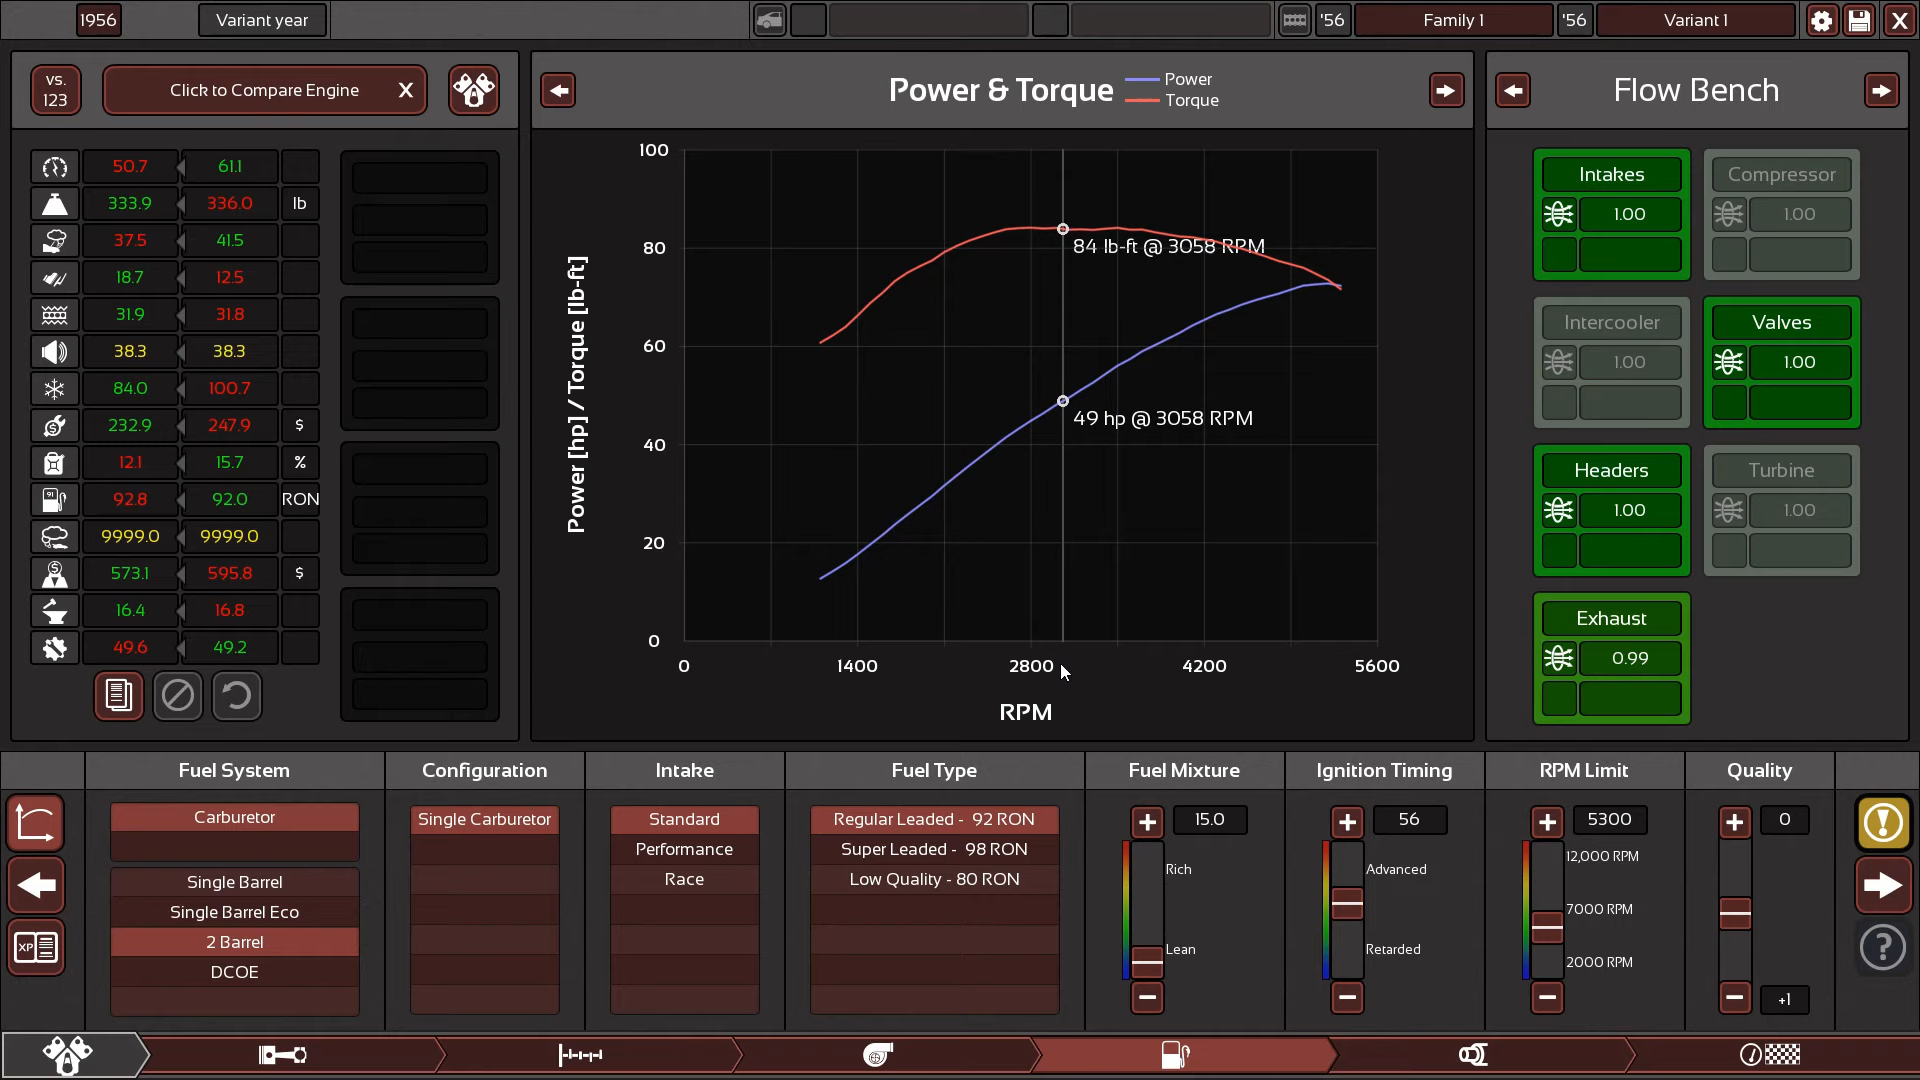 1956
Variant year
'56
Family 1
'56
Variant 1
X
vs.
123
Click to Compare Engine
X
50.7 61.1
333.9 336.0 lb
37.5 41.5
18.7 12.5
31.9 31.8
38.3 38.3
84.0 100.7
232.9 247.9 $
12.1 15.7 %
92.8 92.0 RON
9999.0 9999.0
573.1 595.8 $
16.4 16.8
49.6 49.2
Power & Torque
Power
Torque
Power [hp] / Torque [lb-ft]
100
80
60
40
20
0
84 lb-ft @ 3058 RPM
49 hp @ 3058 RPM
0 1400 2800 4200 5600
RPM
Flow Bench
Intakes
1.00
Compressor
1.00
Intercooler
1.00
Valves
1.00
Headers
1.00
Turbine
1.00
Exhaust
0.99
Fuel System
Carburetor
Single Barrel
Single Barrel Eco
2 Barrel
DCOE
Configuration
Single Carburetor
Intake
Standard
Performance
Race
Fuel Type
Regular Leaded - 92 RON
Super Leaded - 98 RON
Low Quality - 80 RON
Fuel Mixture
+ 15.0
Rich
Lean
−
Ignition Timing
+ 56
Advanced
Retarded
−
RPM Limit
+ 5300
12,000 RPM
7000 RPM
2000 RPM
−
Quality
+ 0
− +1
XP
!
?